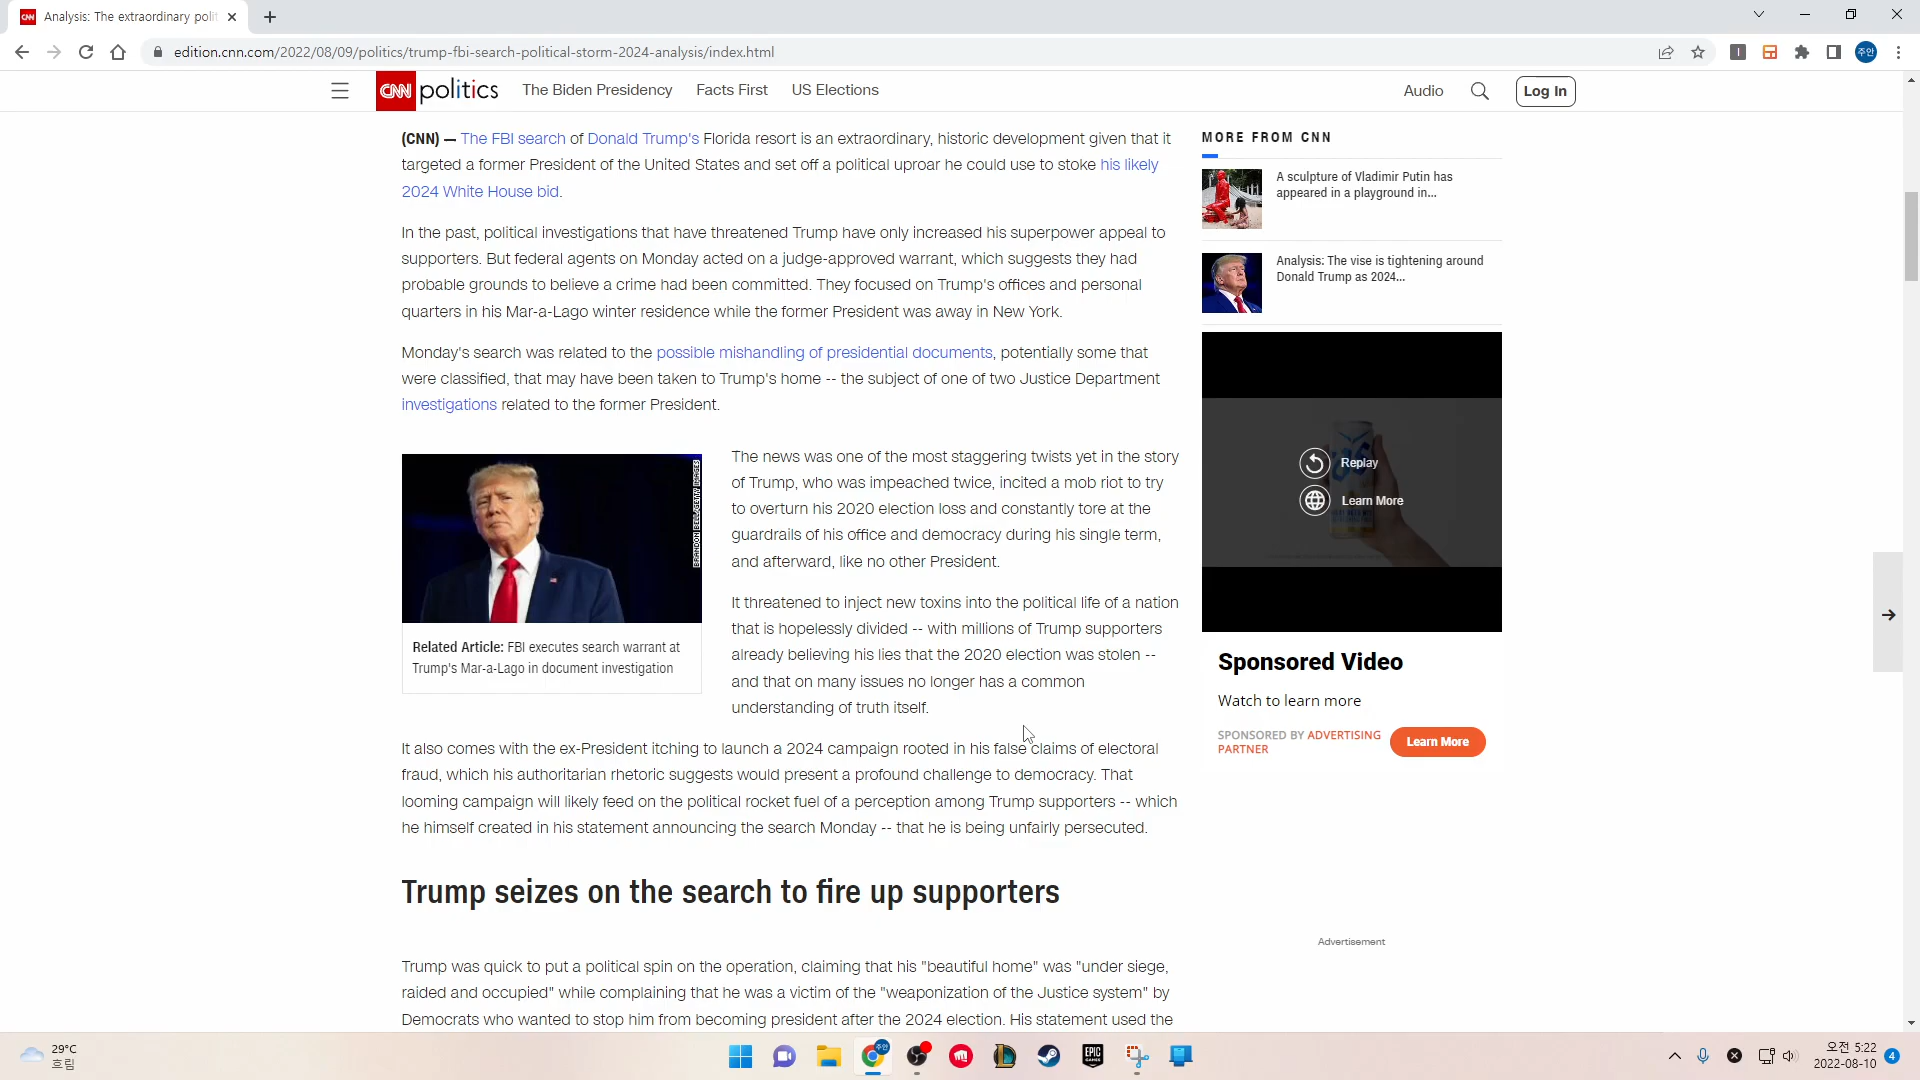 Analysis: The extraordinary polit
edition.cnn.com/2022/08/09/politics/trump-fbi-search-political-storm-2024-analysis/index.html
주안
CNN politics The Biden Presidency Facts First US Elections Audio Log In
(CNN) — The FBI search of Donald Trump's Florida resort is an extraordinary, historic development given that it
targeted a former President of the United States and set off a political uproar he could use to stoke his likely
2024 White House bid.
In the past, political investigations that have threatened Trump have only increased his superpower appeal to
supporters. But federal agents on Monday acted on a judge-approved warrant, which suggests they had
probable grounds to believe a crime had been committed. They focused on Trump's offices and personal
quarters in his Mar-a-Lago winter residence while the former President was away in New York.
Monday's search was related to the possible mishandling of presidential documents, potentially some that
were classified, that may have been taken to Trump's home -- the subject of one of two Justice Department
investigations related to the former President.
BRANDON BELL/GETTY IMAGES
Related Article: FBI executes search warrant at
Trump's Mar-a-Lago in document investigation
The news was one of the most staggering twists yet in the story
of Trump, who was impeached twice, incited a mob riot to try
to overturn his 2020 election loss and constantly tore at the
guardrails of his office and democracy during his single term,
and afterward, like no other President.
It threatened to inject new toxins into the political life of a nation
that is hopelessly divided -- with millions of Trump supporters
already believing his lies that the 2020 election was stolen --
and that on many issues no longer has a common
understanding of truth itself.
It also comes with the ex-President itching to launch a 2024 campaign rooted in his false claims of electoral
fraud, which his authoritarian rhetoric suggests would present a profound challenge to democracy. That
looming campaign will likely feed on the political rocket fuel of a perception among Trump supporters -- which
he himself created in his statement announcing the search Monday -- that he is being unfairly persecuted.
Trump seizes on the search to fire up supporters
Trump was quick to put a political spin on the operation, claiming that his "beautiful home" was "under siege,
raided and occupied" while complaining that he was a victim of the "weaponization of the Justice system" by
Democrats who wanted to stop him from becoming president after the 2024 election. His statement used the
MORE FROM CNN
A sculpture of Vladimir Putin has
appeared in a playground in...
Analysis: The vise is tightening around
Donald Trump as 2024...
Replay
Learn More
Sponsored Video
Watch to learn more
SPONSORED BY ADVERTISING
PARTNER
Learn More
Advertisement
29°C
흐림
주안
EPIC GAMES
오전 5:22
2022-08-10
4